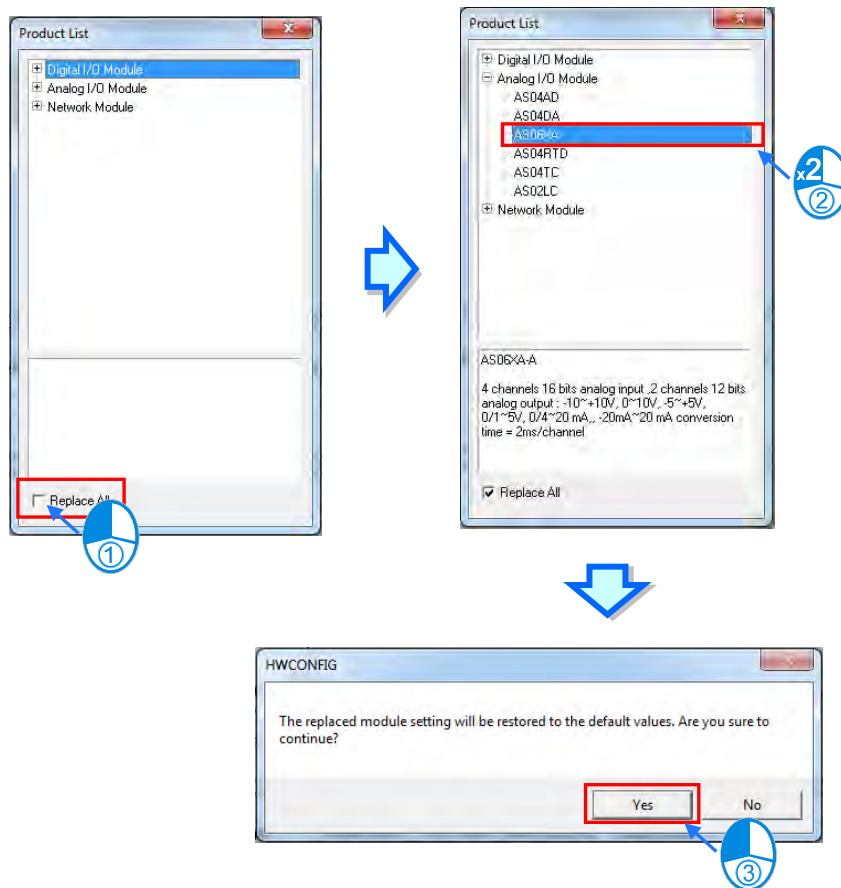 Product List
Digital I/O Module
Analog I/O Module
Network Module
Replace All
①
Product List
Digital I/O Module
Analog I/O Module
AS04AD
AS04DA
AS06XA
AS04RTD
AS04TC
AS02LC
Network Module
AS06XA-A
4 channels 16 bits analog input ,2 channels 12 bits
analog output : -10~+10V, 0~10V, -5~+5V,
0/1~5V, 0/4~20 mA,, -20mA~20 mA conversion
time = 2ms/channel
Replace All
x2
②
HWCONFIG
The replaced module setting will be restored to the default values. Are you sure to
continue?
Yes
No
③